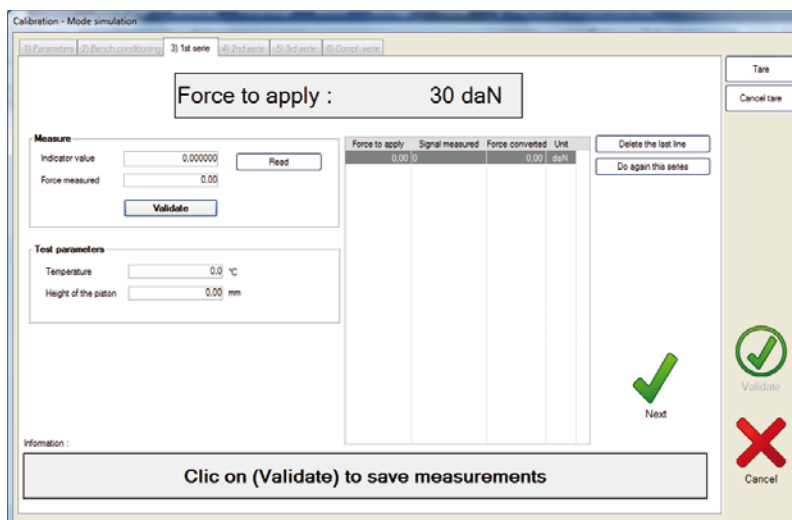 Calibration - Mode simulation
1) Parameters 2) Bench conditioning 3) 1st serie 4) 2nd serie 5) 3rd serie 6) Compl. serie
Force to apply : 30 daN
Tare
Cancel tare
Measure
Indicator value 0.000000 Read
Force measured 0.00
Validate
Test parameters
Temperature 0.0 °C
Height of the piston 0.00 mm
Force to apply Signal measured Force converted Unit
0.00 0 0.00 daN
Delete the last line
Do again this series
Next
Validate
Cancel
Information :
Clic on (Validate) to save measurements